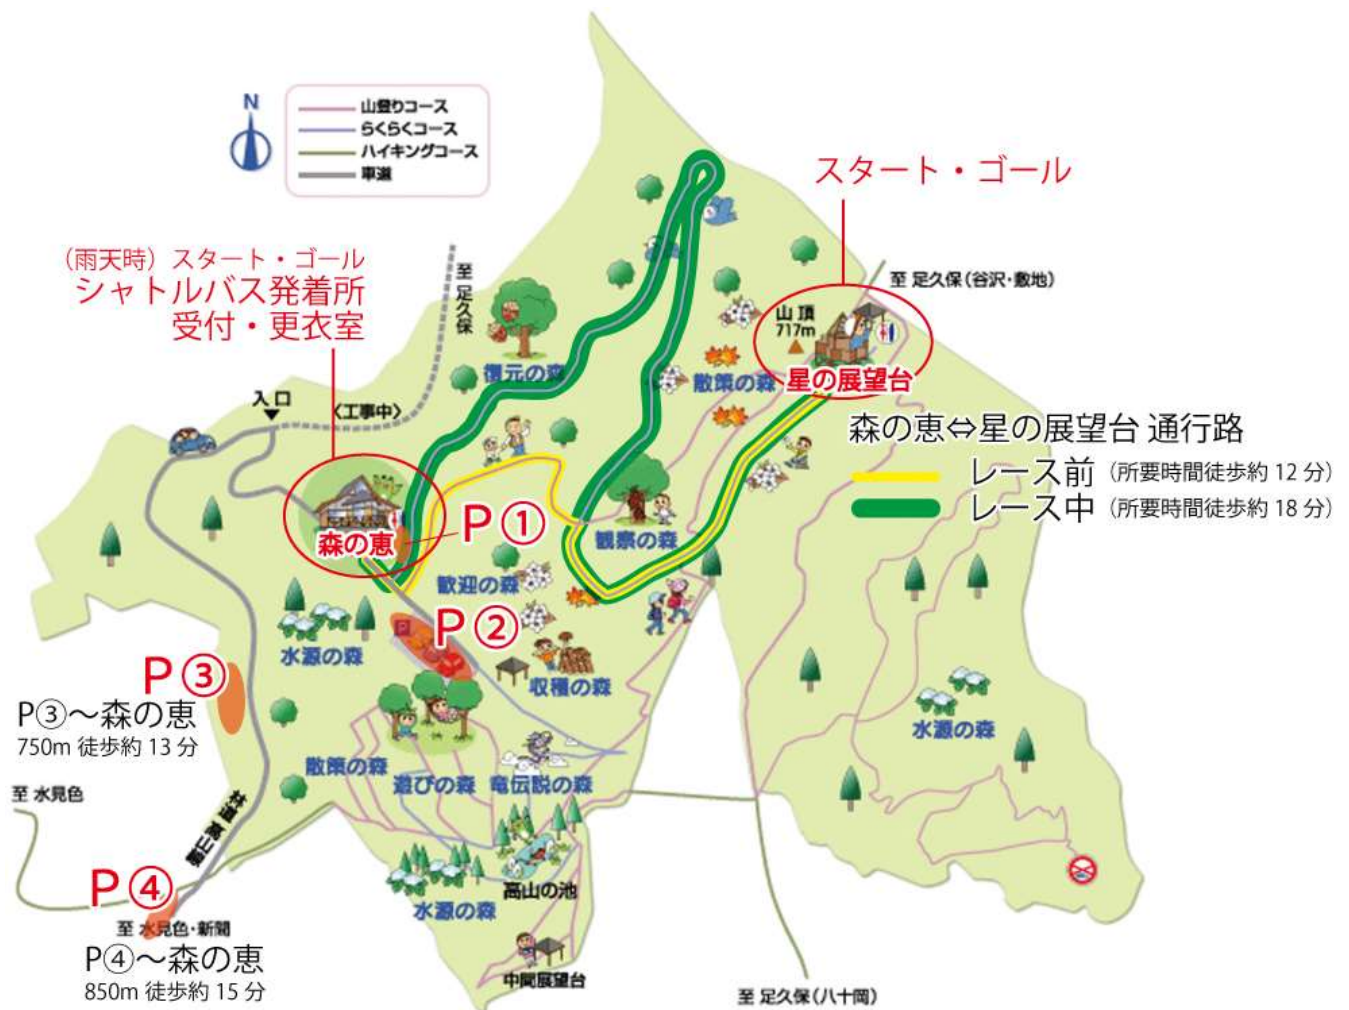 N
山登りコース
らくらくコース
ハイキングコース
車道
スタート・ゴール
（雨天時）スタート・ゴール
シャトルバス発着所
受付・更衣室
至 足久保
至 足久保（谷沢・敷地）
山 頂
717m
星の展望台
復元の森
散策の森
入 口
〈工事中〉
森の恵⇔星の展望台 通行路
レース前（所要時間徒歩約 12 分）
レース中（所要時間徒歩約 18 分）
森の恵
P①
観察の森
歓迎の森
P
P②
水源の森
収穫の森
P③
P③～森の恵
750m 徒歩約 13 分
水源の森
散策の森
遊びの森
竜伝説の森
至 水見色
林道 高山線
高山の池
P④
水源の森
至 水見色・新間
P④～森の恵
850m 徒歩約 15 分
中間展望台
至 足久保（八十岡）